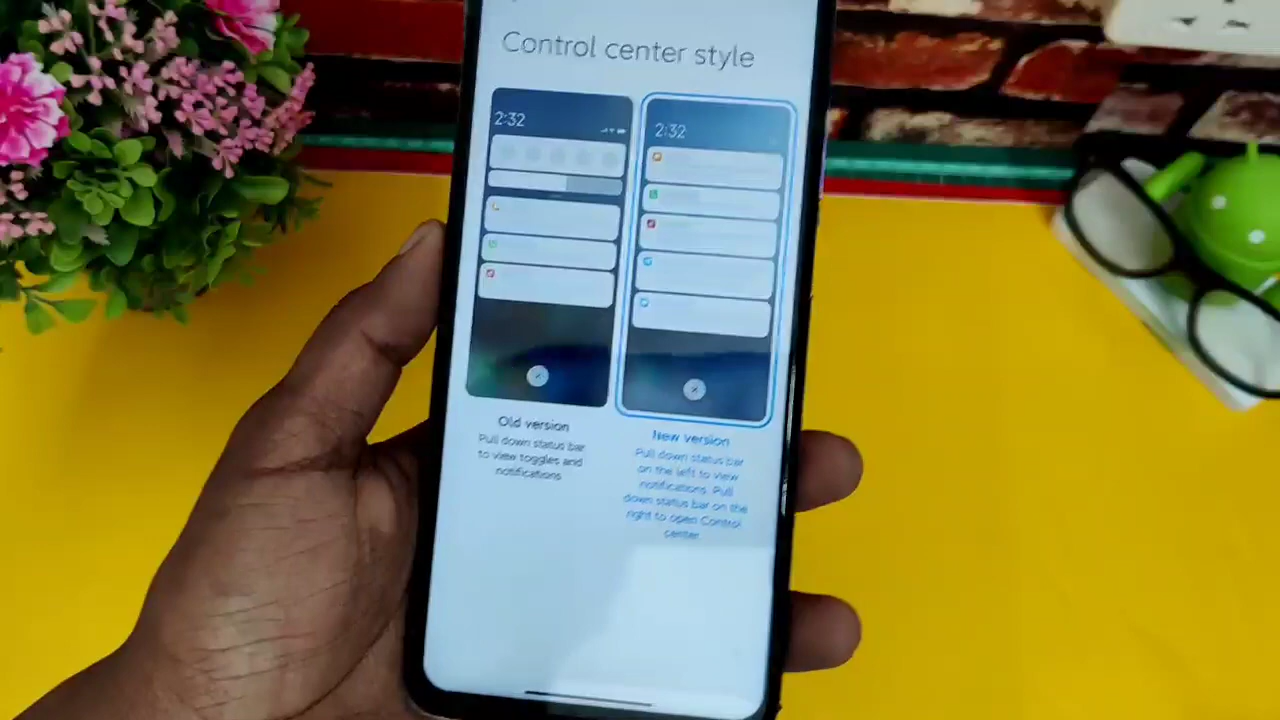 Control center style
2:32
2:32
Old version
Pull down status bar
to view toggles and
notifications
New version
Pull down status bar
on the left to view
notifications. Pull
down status bar on the
right to open Control
center